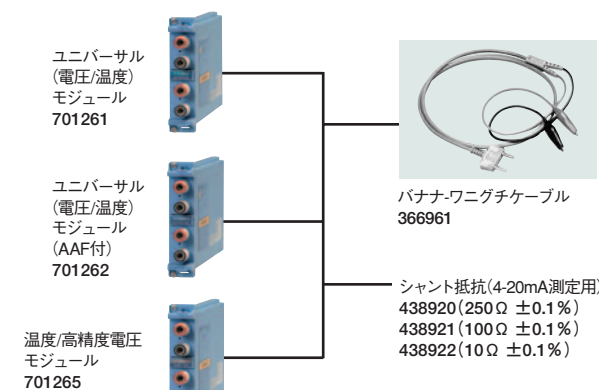 ユニバーサル
(電圧/温度)
モジュール
701261
ユニバーサル
(電圧/温度)
モジュール
(AAF付)
701262
温度/高精度電圧
モジュール
701265
バナナ-ワニグチケーブル
366961
シャント抵抗(4-20mA測定用)
438920(250Ω ±0.1%)
438921(100Ω ±0.1%)
438922(10Ω ±0.1%)